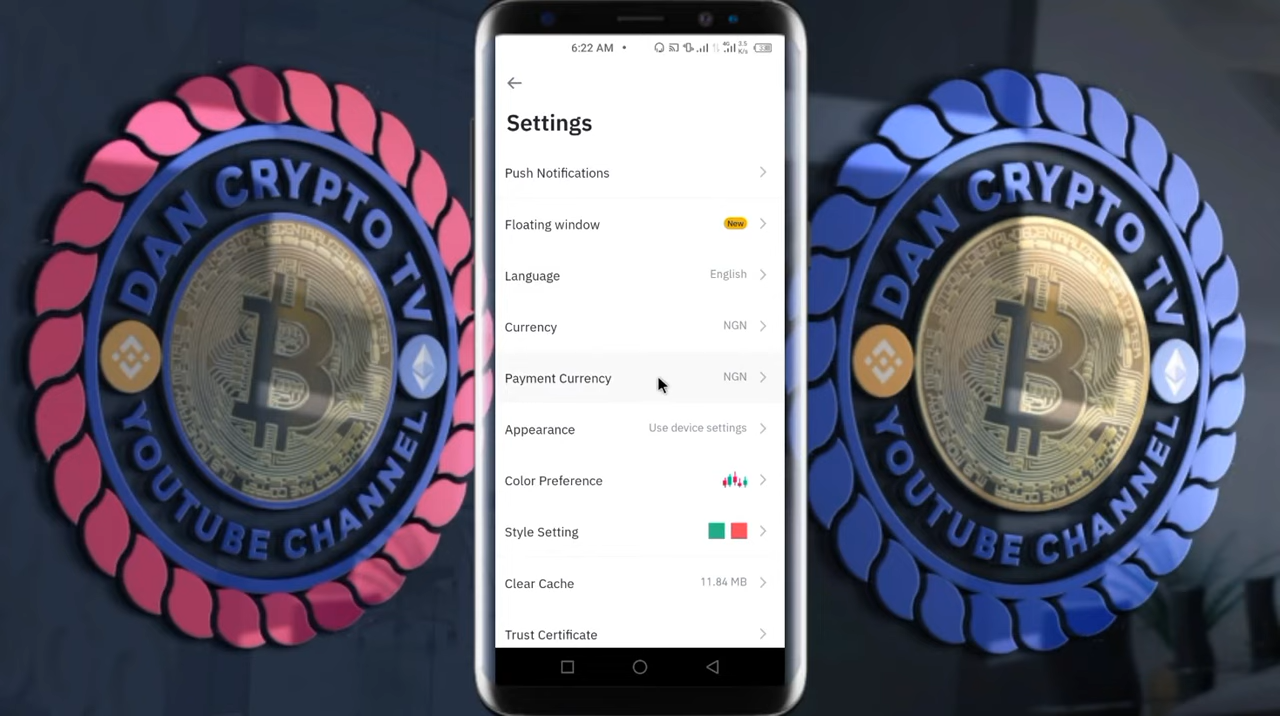 DAN CRYPTO TV
YOUTUBE CHANNEL
6:22 AM
Settings
Push Notifications
Floating window New
Language English
Currency NGN
Payment Currency NGN
Appearance Use device settings
Color Preference
Style Setting
Clear Cache 11.84 MB
Trust Certificate
DAN CRYPTO TV
YOUTUBE CHANNEL